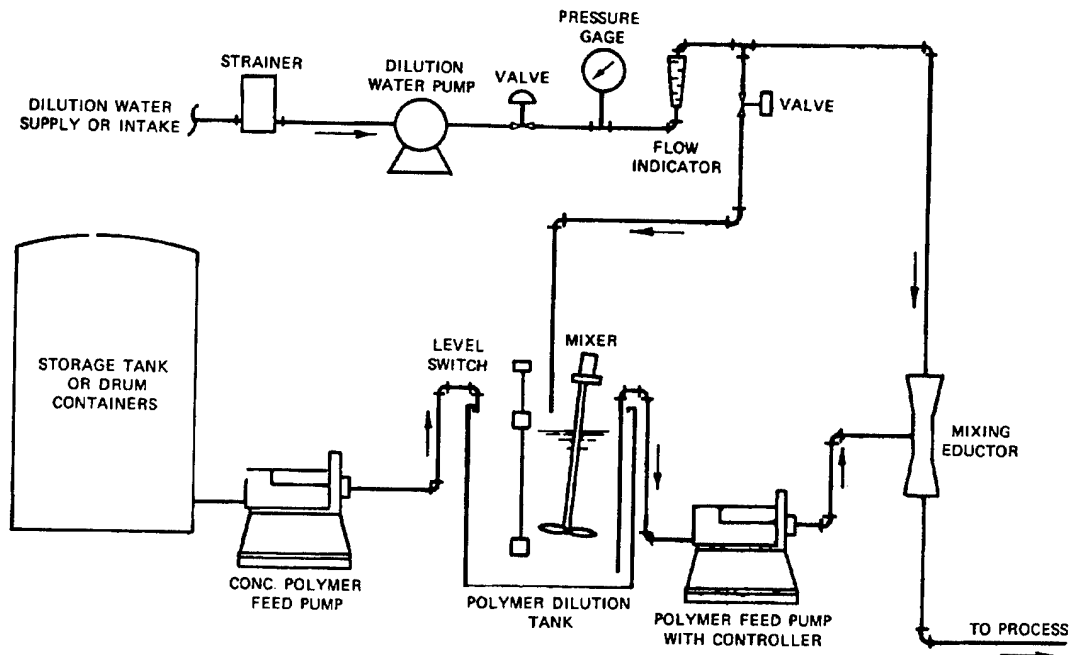 PRESSURE
GAGE
STRAINER
DILUTION
WATER PUMP
VALVE
DILUTION WATER
SUPPLY OR INTAKE
VALVE
FLOW
INDICATOR
STORAGE TANK
OR DRUM
CONTAINERS
LEVEL
SWITCH
MIXER
MIXING
EDUCTOR
CONC. POLYMER
FEED PUMP
POLYMER DILUTION
TANK
POLYMER FEED PUMP
WITH CONTROLLER
TO PROCESS